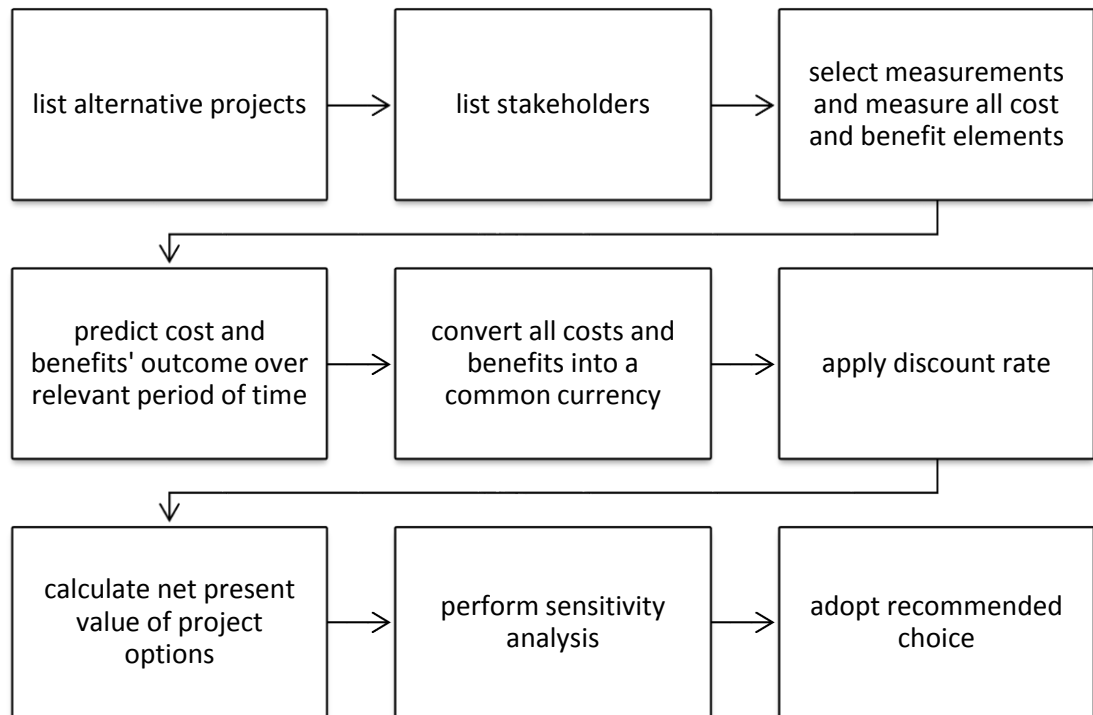 list alternative projects
list stakeholders
select measurements
and measure all cost
and benefit elements
predict cost and
benefits' outcome over
relevant period of time
convert all costs and
benefits into a
common currency
apply discount rate
calculate net present
value of project
options
perform sensitivity
analysis
adopt recommended
choice